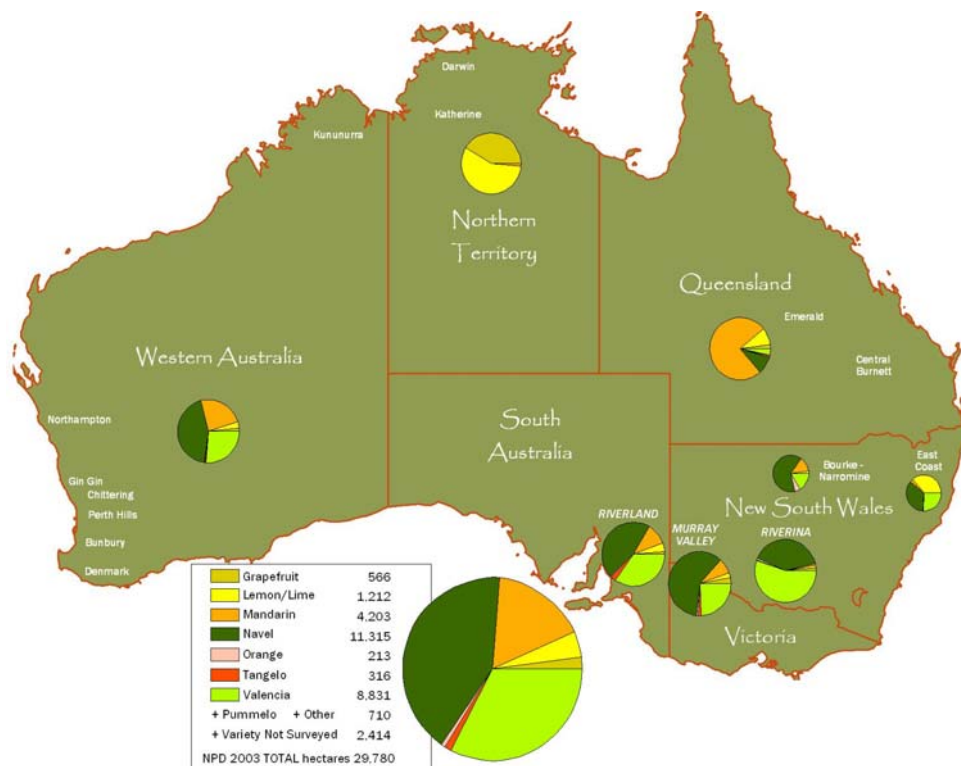 Darwin
Katherine
Kununurra
Northern
Territory
Queensland
Emerald
Western Australia
Central
Burnett
Northampton
South
Australia
East
Coast
Bourke -
Narromine
Gin Gin
Chittering
New South Wales
Perth Hills
RIVERLAND
MURRAY
VALLEY
RIVERINA
Bunbury
Denmark
Victoria
Grapefruit 566
Lemon/Lime 1,212
Mandarin 4,203
Navel 11,315
Orange 213
Tangelo 316
Valencia 8,831
+ Pummelo + Other 710
+ Variety Not Surveyed 2,414
NPD 2003 TOTAL hectares 29,780